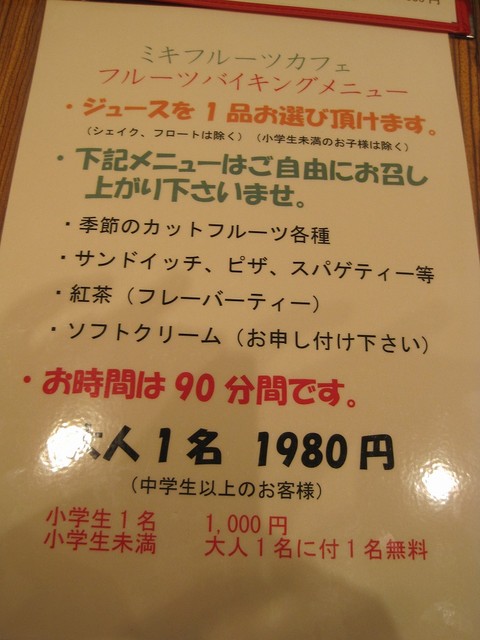 ミキフルーツカフェ
フルーツバイキングメニュー
・ジュースを1品お選び頂けます。
（シェイク、フロートは除く）（小学生未満のお子様は除く）
・下記メニューはご自由にお召し
上がり下さいませ。
・季節のカットフルーツ各種
・サンドイッチ、ピザ、スパゲティー等
・紅茶（フレーバーティー）
・ソフトクリーム（お申し付け下さい）
・お時間は90分間です。
大人1名 1980円
（中学生以上のお客様）
小学生1名 1,000円
小学生未満 大人1名に付1名無料